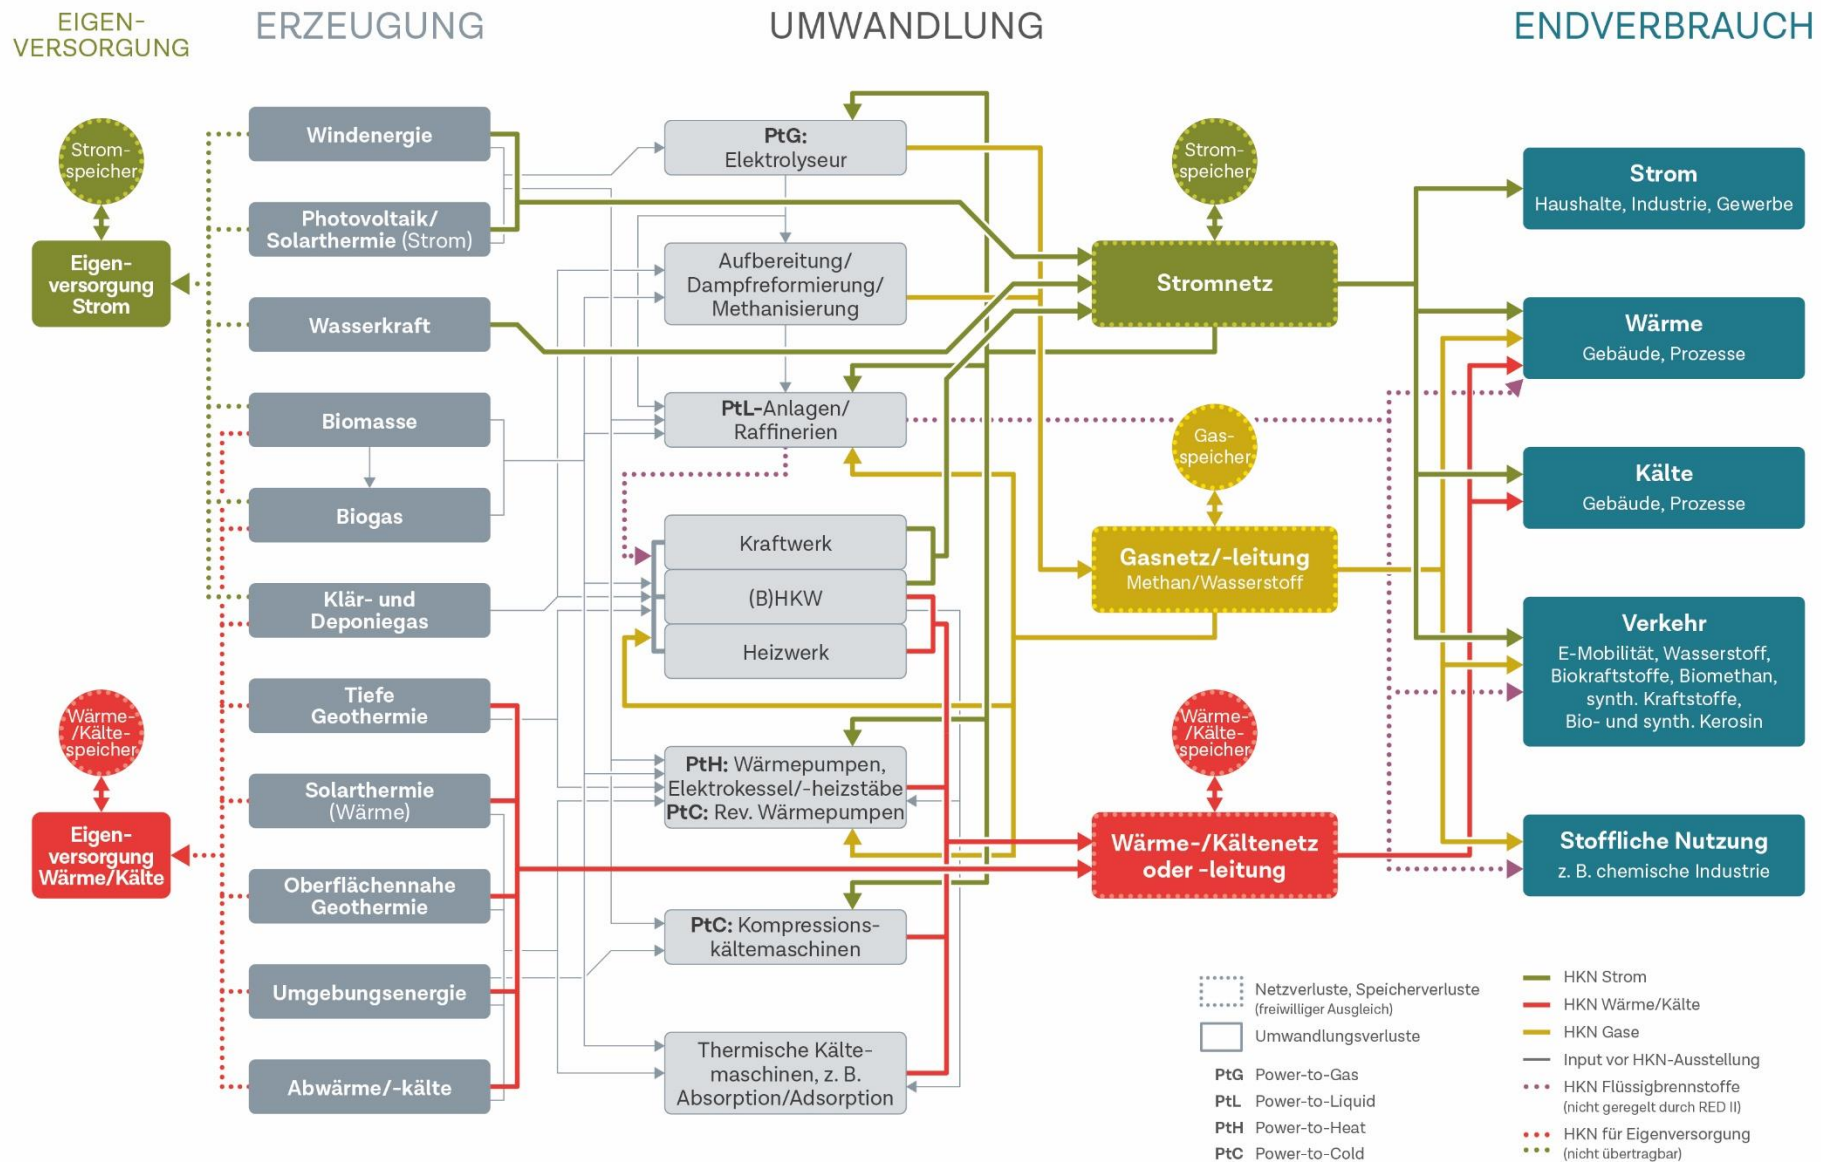 EIGEN-
VERSORGUNG
ERZEUGUNG
UMWANDLUNG
ENDVERBRAUCH
Strom-
speicher
Eigen-
versorgung
Strom
Wärme-
/Kälte-
speicher
Eigen-
versorgung
Wärme/Kälte
Windenergie
Photovoltaik/
Solarthermie (Strom)
Wasserkraft
Biomasse
Biogas
Klär- und
Deponiegas
Tiefe
Geothermie
Solarthermie
(Wärme)
Oberflächennahe
Geothermie
Umgebungsenergie
Abwärme/-kälte
PtG:
Elektrolyseur
Aufbereitung/
Dampfreformierung/
Methanisierung
PtL-Anlagen/
Raffinerien
Kraftwerk
(B)HKW
Heizwerk
PtH: Wärmepumpen,
Elektrokessel/-heizstäbe
PtC: Rev. Wärmepumpen
PtC: Kompressions-
kältemaschinen
Thermische Kälte-
maschinen, z. B.
Absorption/Adsorption
Strom-
speicher
Stromnetz
Gas-
speicher
Gasnetz/-leitung
Methan/Wasserstoff
Wärme-
/Kälte-
speicher
Wärme-/Kältenetz
oder -leitung
Strom
Haushalte, Industrie, Gewerbe
Wärme
Gebäude, Prozesse
Kälte
Gebäude, Prozesse
Verkehr
E-Mobilität, Wasserstoff,
Biokraftstoffe, Biomethan,
synth. Kraftstoffe,
Bio- und synth. Kerosin
Stoffliche Nutzung
z. B. chemische Industrie
Netzverluste, Speicherverluste
(freiwilliger Ausgleich)
Umwandlungsverluste
PtG Power-to-Gas
PtL Power-to-Liquid
PtH Power-to-Heat
PtC Power-to-Cold
HKN Strom
HKN Wärme/Kälte
HKN Gase
Input vor HKN-Ausstellung
HKN Flüssigbrennstoffe
(nicht geregelt durch RED II)
HKN für Eigenversorgung
(nicht übertragbar)